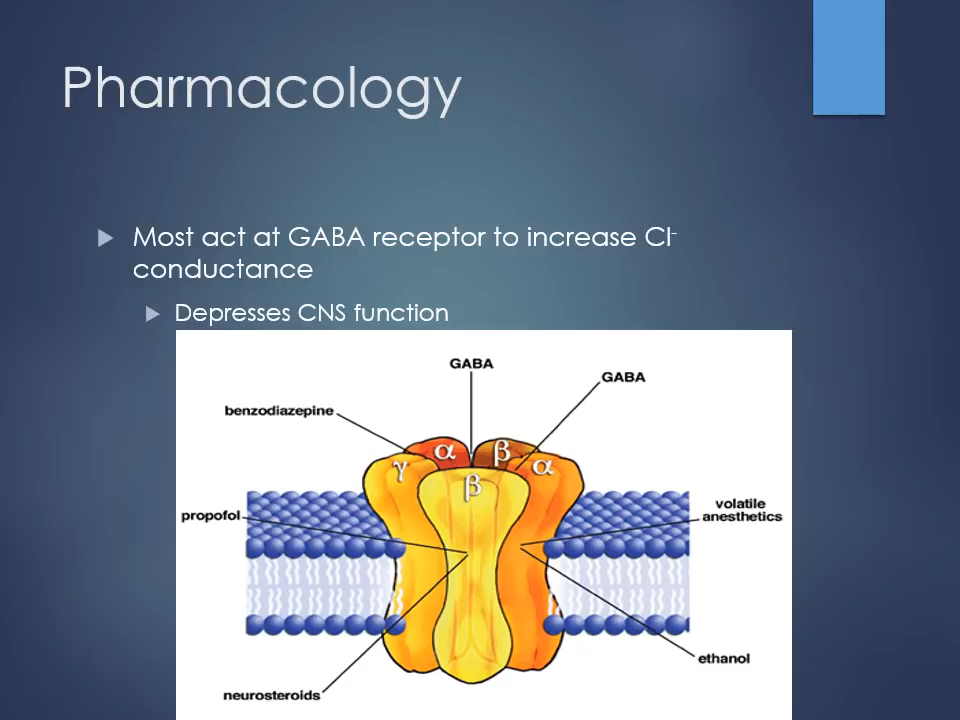 Pharmacology
Most act at GABA receptor to increase Cl-
conductance
Depresses CNS function
GABA
GABA
benzodiazepine
α
β
γ
α
β
propofol
volatile
anesthetics
ethanol
neurosteroids